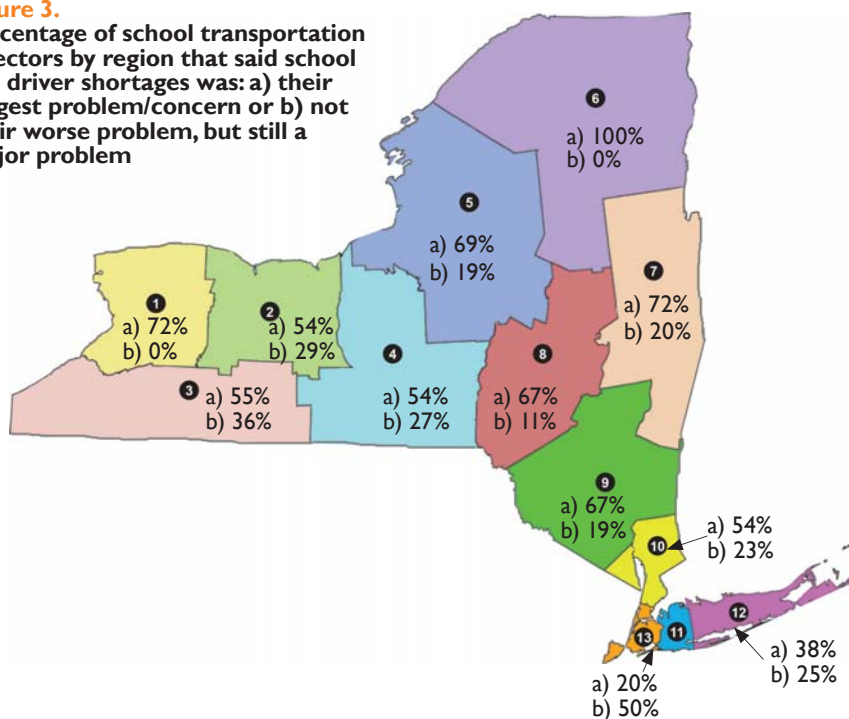 ure 3.
centage of school transportation
ectors by region that said school
driver shortages was: a) their
gest problem/concern or b) not
ir worse problem, but still a
jor problem
6
a) 100%
b) 0%
5
a) 69%
b) 19%
7
a) 72%
b) 20%
1
a) 72%
b) 0%
2
a) 54%
b) 29%
4
a) 54%
b) 27%
8
a) 67%
b) 11%
3
a) 55%
b) 36%
9
a) 67%
b) 19%
10
a) 54%
b) 23%
12
a) 38%
b) 25%
11
13
a) 20%
b) 50%